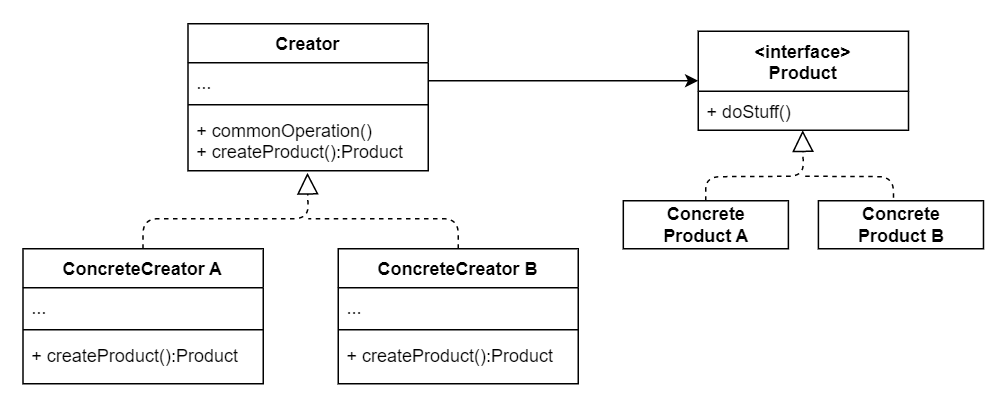 Creator
...
+ commonOperation()
+ createProduct():Product
<interface>
Product
+ doStuff()
Concrete
Product A
Concrete
Product B
ConcreteCreator A
...
+ createProduct():Product
ConcreteCreator B
...
+ createProduct():Product